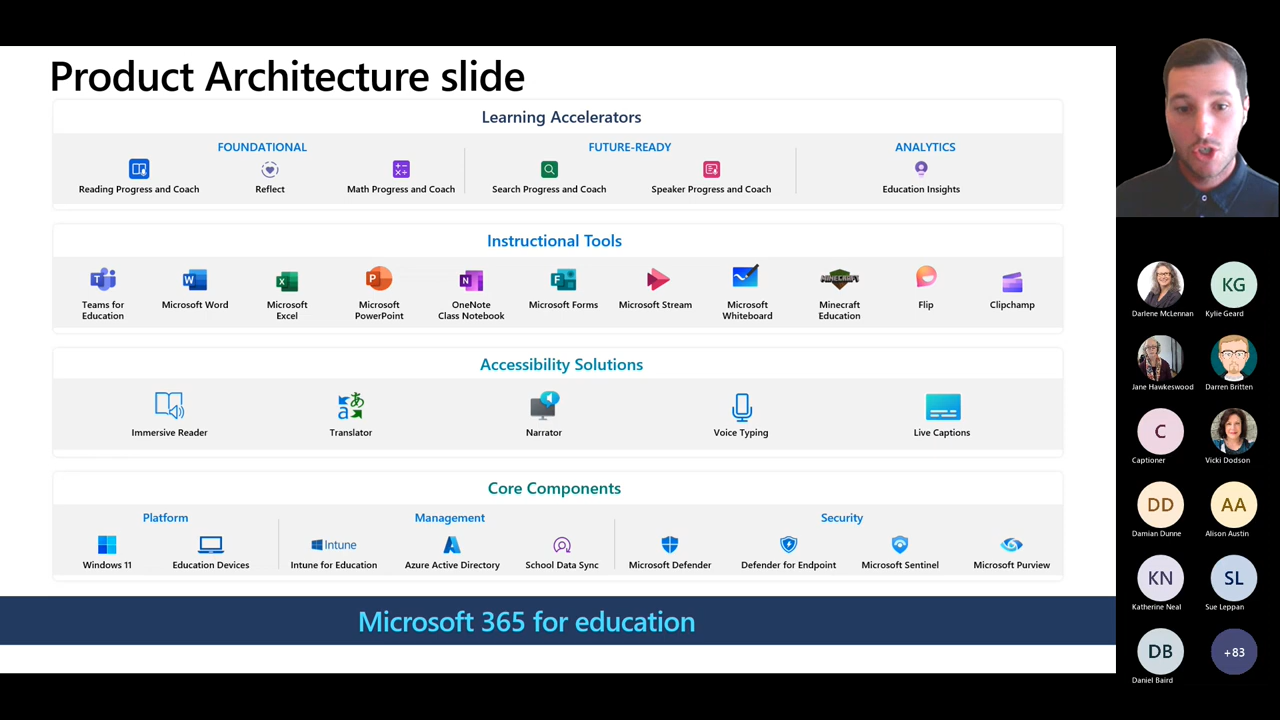 Product Architecture slide
Learning Accelerators
FOUNDATIONAL
FUTURE-READY
ANALYTICS
Reading Progress and Coach
Reflect
Math Progress and Coach
Search Progress and Coach
Speaker Progress and Coach
Education Insights
Instructional Tools
Teams for
Education
Microsoft Word
Microsoft
Excel
Microsoft
PowerPoint
OneNote
Class Notebook
Microsoft Forms
Microsoft Stream
Microsoft
Whiteboard
MINECRAFT
Minecraft
Education
Flip
Clipchamp
Accessibility Solutions
Immersive Reader
Translator
Narrator
Voice Typing
Live Captions
Core Components
Platform
Management
Security
Intune
Windows 11
Education Devices
Intune for Education
Azure Active Directory
School Data Sync
Microsoft Defender
Defender for Endpoint
Microsoft Sentinel
Microsoft Purview
Microsoft 365 for education
Darlene McLennan
KG
Kylie Geard
Jane Hawkeswood
Darren Britten
C
Captioner
Vicki Dodson
DD
Damian Dunne
AA
Alison Austin
KN
Katherine Neal
SL
Sue Leppan
DB
Daniel Baird
+83